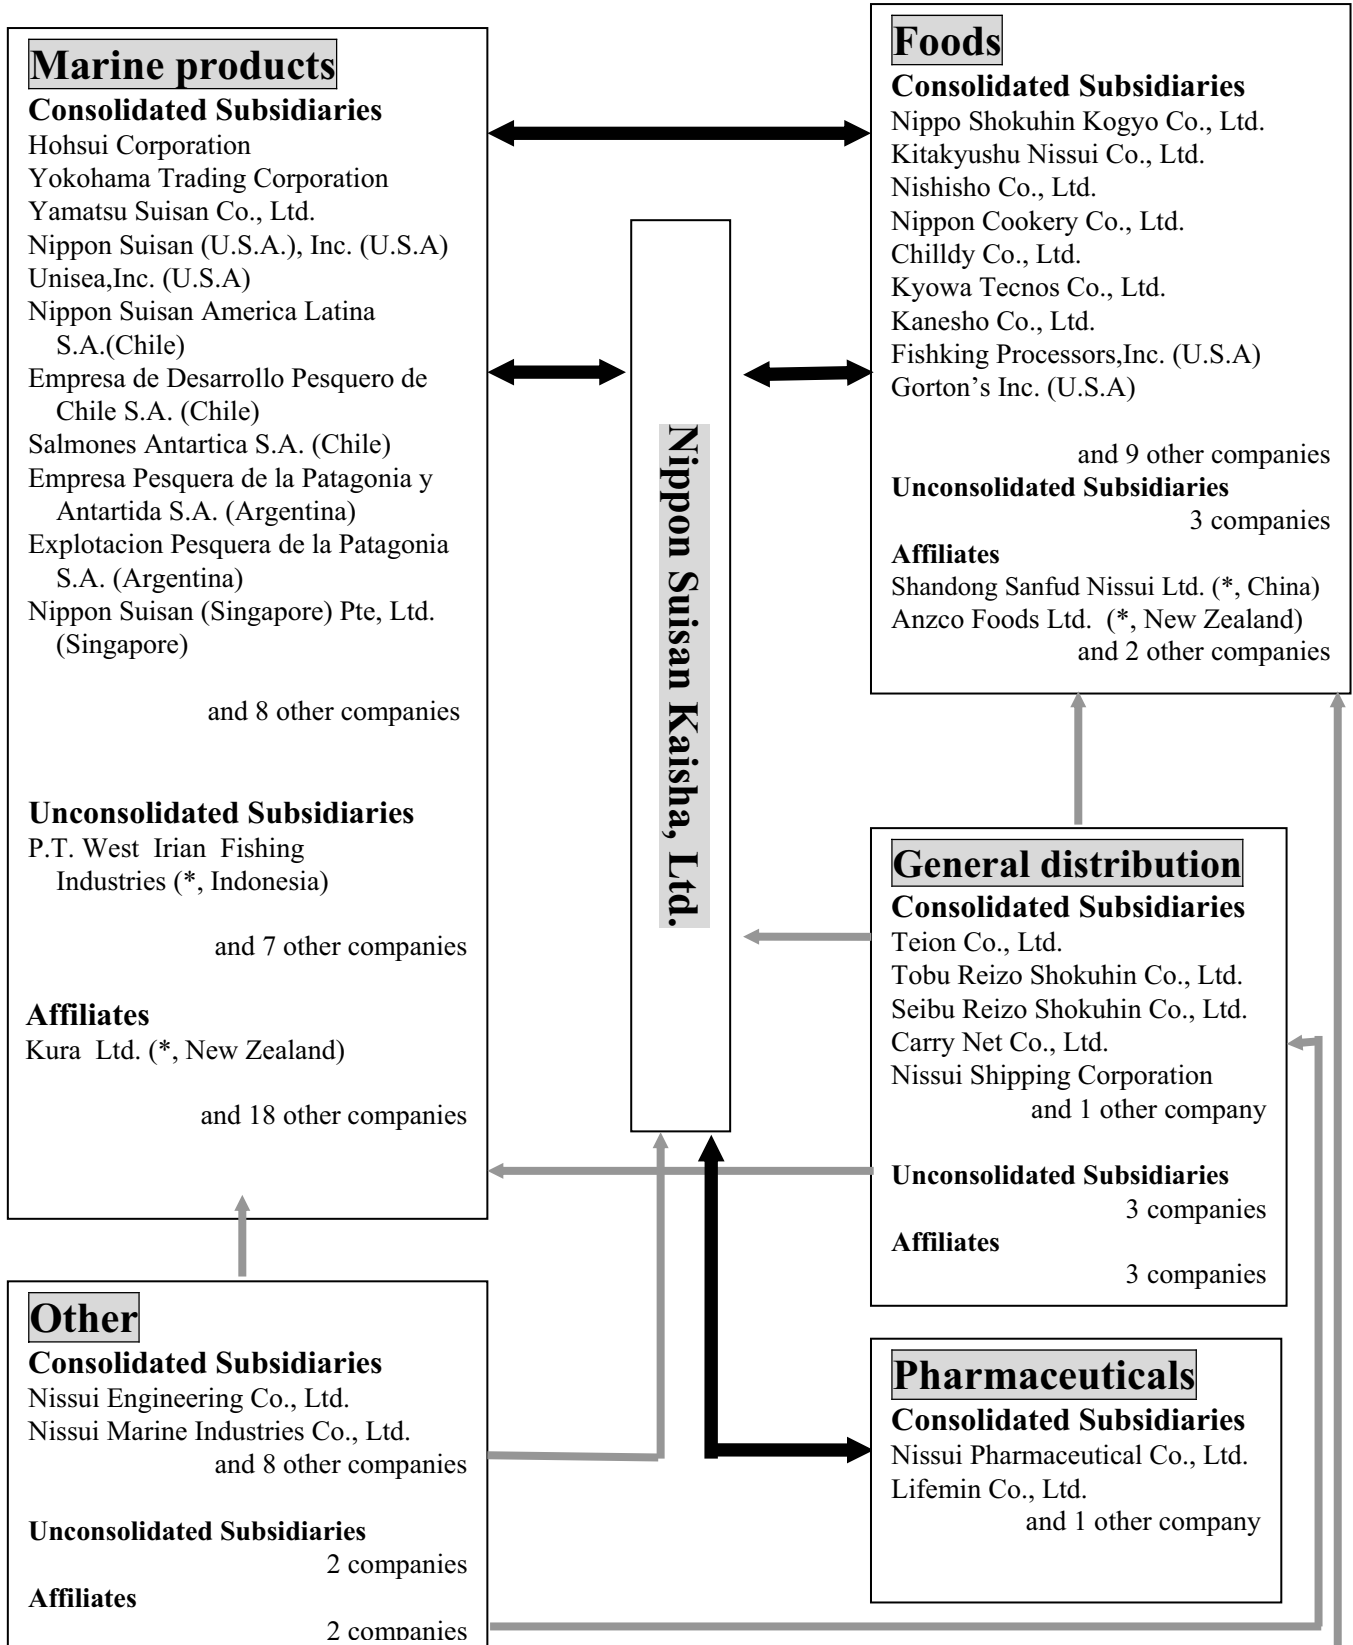 Marine products
Consolidated Subsidiaries
Hohsui Corporation
Yokohama Trading Corporation
Yamatsu Suisan Co., Ltd.
Nippon Suisan (U.S.A.), Inc. (U.S.A)
Unisea,Inc. (U.S.A)
Nippon Suisan America Latina
S.A.(Chile)
Empresa de Desarrollo Pesquero de
Chile S.A. (Chile)
Salmones Antartica S.A. (Chile)
Empresa Pesquera de la Patagonia y
Antartida S.A. (Argentina)
Explotacion Pesquera de la Patagonia
S.A. (Argentina)
Nippon Suisan (Singapore) Pte, Ltd.
(Singapore)
and 8 other companies
Unconsolidated Subsidiaries
P.T. West Irian Fishing
Industries (*, Indonesia)
and 7 other companies
Affiliates
Kura Ltd. (*, New Zealand)
and 18 other companies
Other
Consolidated Subsidiaries
Nissui Engineering Co., Ltd.
Nissui Marine Industries Co., Ltd.
and 8 other companies
Unconsolidated Subsidiaries
2 companies
Affiliates
2 companies
Nippon Suisan Kaisha, Ltd.
Foods
Consolidated Subsidiaries
Nippo Shokuhin Kogyo Co., Ltd.
Kitakyushu Nissui Co., Ltd.
Nishisho Co., Ltd.
Nippon Cookery Co., Ltd.
Chilldy Co., Ltd.
Kyowa Tecnos Co., Ltd.
Kanesho Co., Ltd.
Fishking Processors,Inc. (U.S.A)
Gorton’s Inc. (U.S.A)
and 9 other companies
Unconsolidated Subsidiaries
3 companies
Affiliates
Shandong Sanfud Nissui Ltd. (*, China)
Anzco Foods Ltd. (*, New Zealand)
and 2 other companies
General distribution
Consolidated Subsidiaries
Teion Co., Ltd.
Tobu Reizo Shokuhin Co., Ltd.
Seibu Reizo Shokuhin Co., Ltd.
Carry Net Co., Ltd.
Nissui Shipping Corporation
and 1 other company
Unconsolidated Subsidiaries
3 companies
Affiliates
3 companies
Pharmaceuticals
Consolidated Subsidiaries
Nissui Pharmaceutical Co., Ltd.
Lifemin Co., Ltd.
and 1 other company